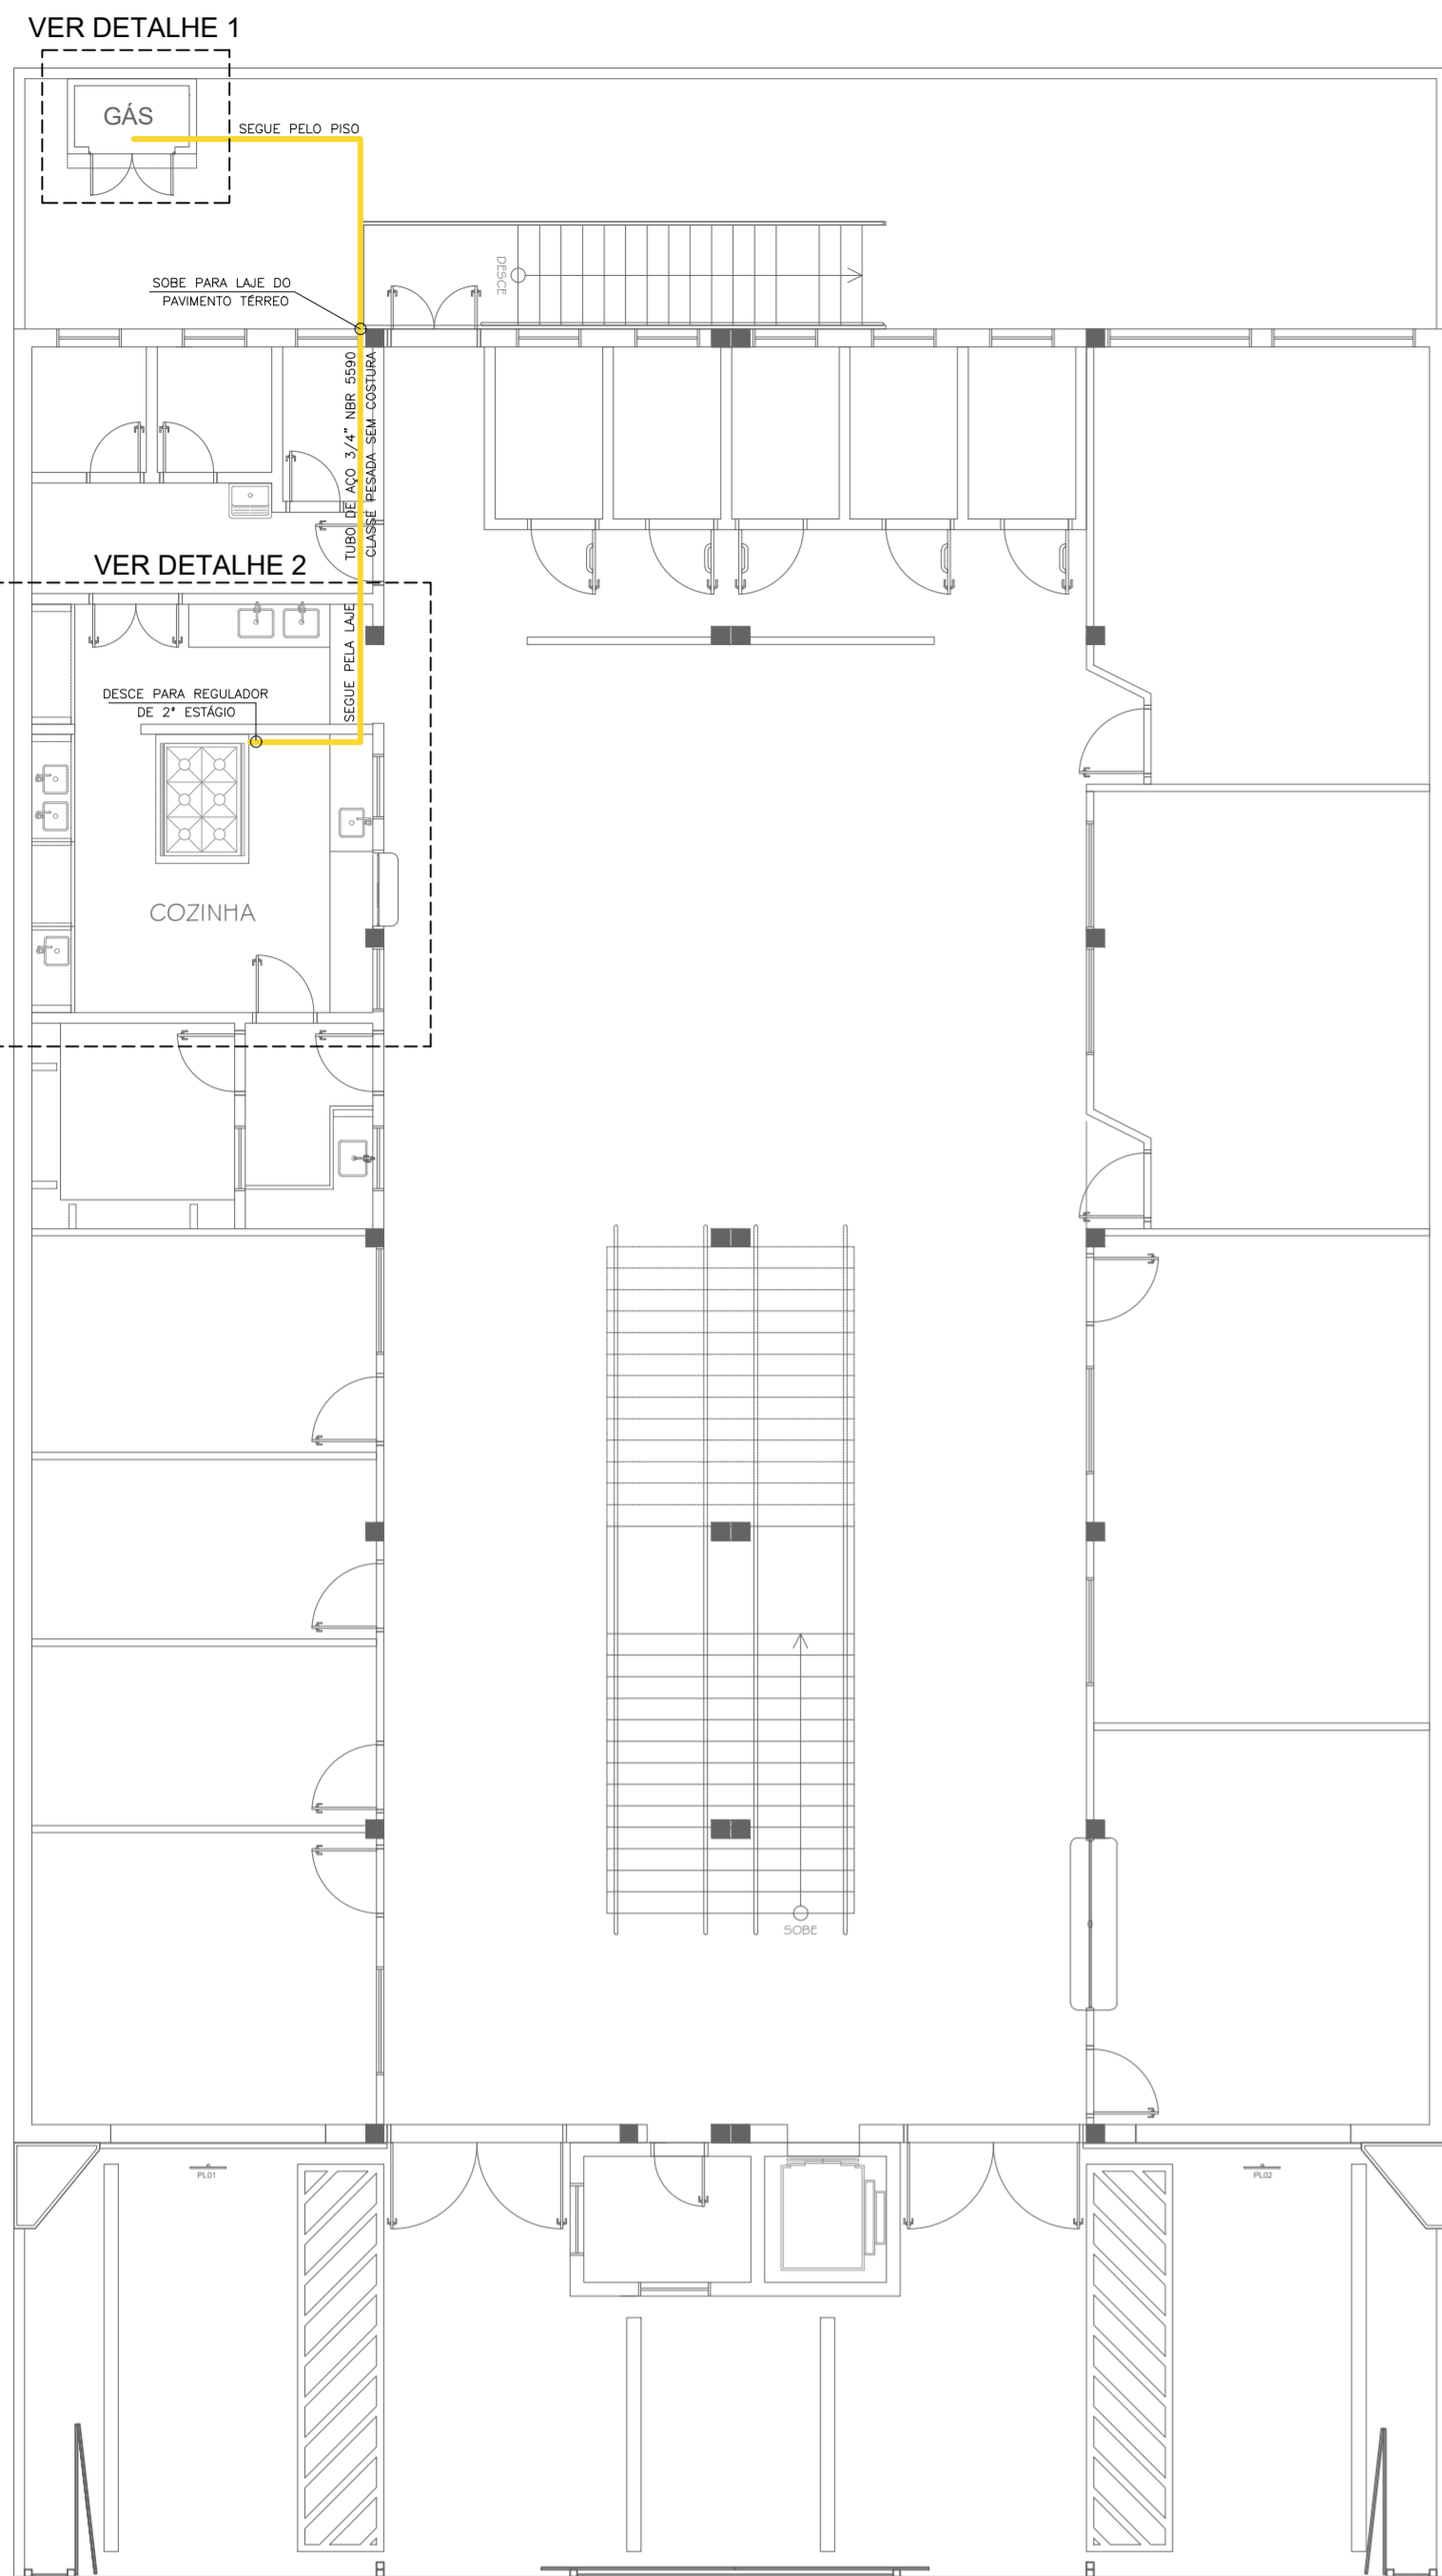 VER DETALHE 1
GÁS
SEGUE PELO PISO
DESCE
SOBE PARA LAJE DO
PAVIMENTO TÉRREO
TUBO DE AÇO 3/4" NBR 5590
CLASSE PESADA SEM COSTURA
VER DETALHE 2
SEGUE PELA LAJE
DESCE PARA REGULADOR
DE 2° ESTÁGIO
COZINHA
SOBE
PL01
PL02